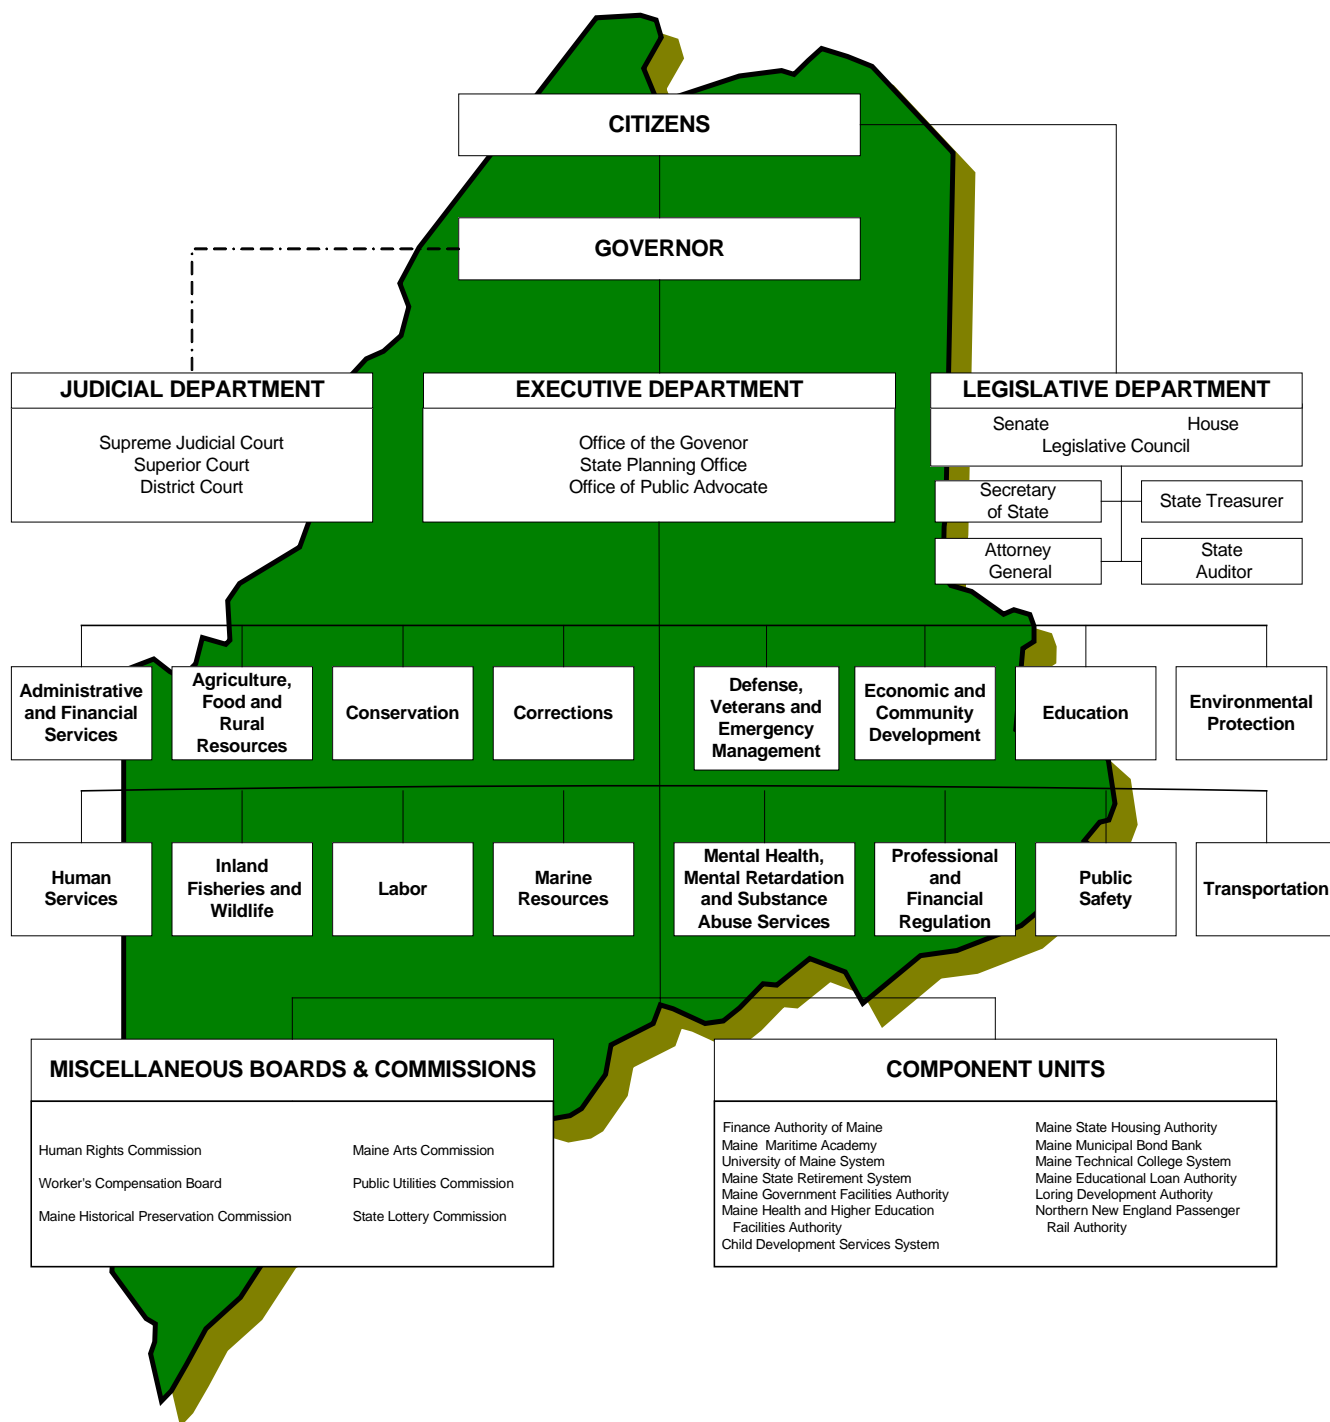 CITIZENS
GOVERNOR
JUDICIAL DEPARTMENT
Supreme Judicial Court
Superior Court
District Court
EXECUTIVE DEPARTMENT
Office of the Govenor
State Planning Office
Office of Public Advocate
LEGISLATIVE DEPARTMENT
Senate House
Legislative Council
Secretary
of State
State Treasurer
Attorney
General
State
Auditor
Administrative
and Financial
Services
Agriculture,
Food and
Rural
Resources
Conservation
Corrections
Defense,
Veterans and
Emergency
Management
Economic and
Community
Development
Education
Environmental
Protection
Human
Services
Inland
Fisheries and
Wildlife
Labor
Marine
Resources
Mental Health,
Mental Retardation
and Substance
Abuse Services
Professional
and
Financial
Regulation
Public
Safety
Transportation
MISCELLANEOUS BOARDS & COMMISSIONS
Human Rights Commission
Worker's Compensation Board
Maine Historical Preservation Commission
Maine Arts Commission
Public Utilities Commission
State Lottery Commission
COMPONENT UNITS
Finance Authority of Maine
Maine Maritime Academy
University of Maine System
Maine State Retirement System
Maine Government Facilities Authority
Maine Health and Higher Education
Facilities Authority
Child Development Services System
Maine State Housing Authority
Maine Municipal Bond Bank
Maine Technical College System
Maine Educational Loan Authority
Loring Development Authority
Northern New England Passenger
Rail Authority